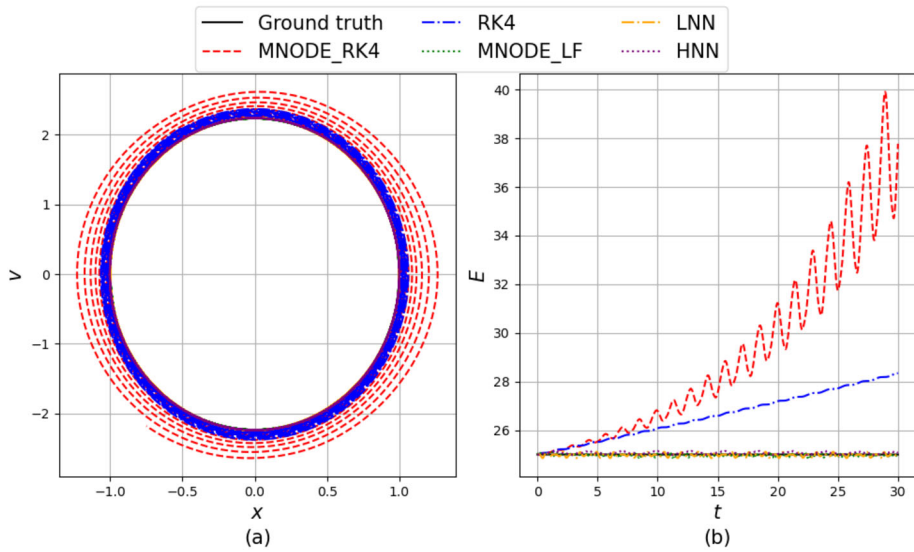 Ground truth RK4 LNN
MNODE_RK4 MNODE_LF HNN
2
1
0
−1
−2
v
−1.0 −0.5 0.0 0.5 1.0
x
(a)
40
38
36
34
32
30
28
26
E
0 5 10 15 20 25 30
t
(b)